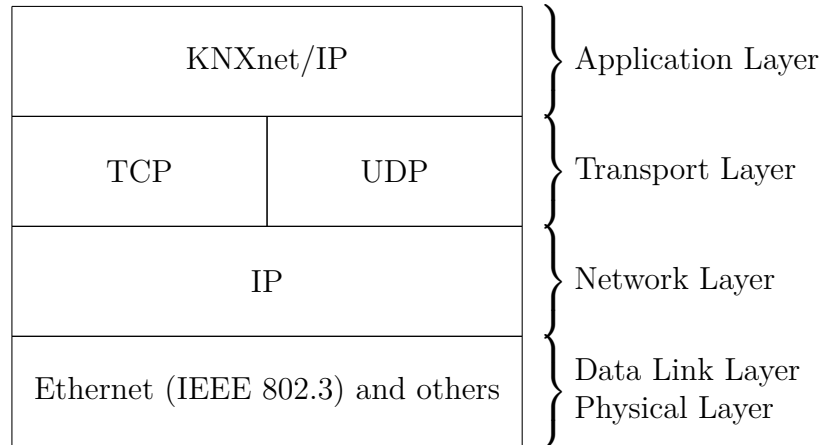 KNXnet/IP
Application Layer
TCP
UDP
Transport Layer
IP
Network Layer
Ethernet (IEEE 802.3) and others
Data Link Layer
Physical Layer